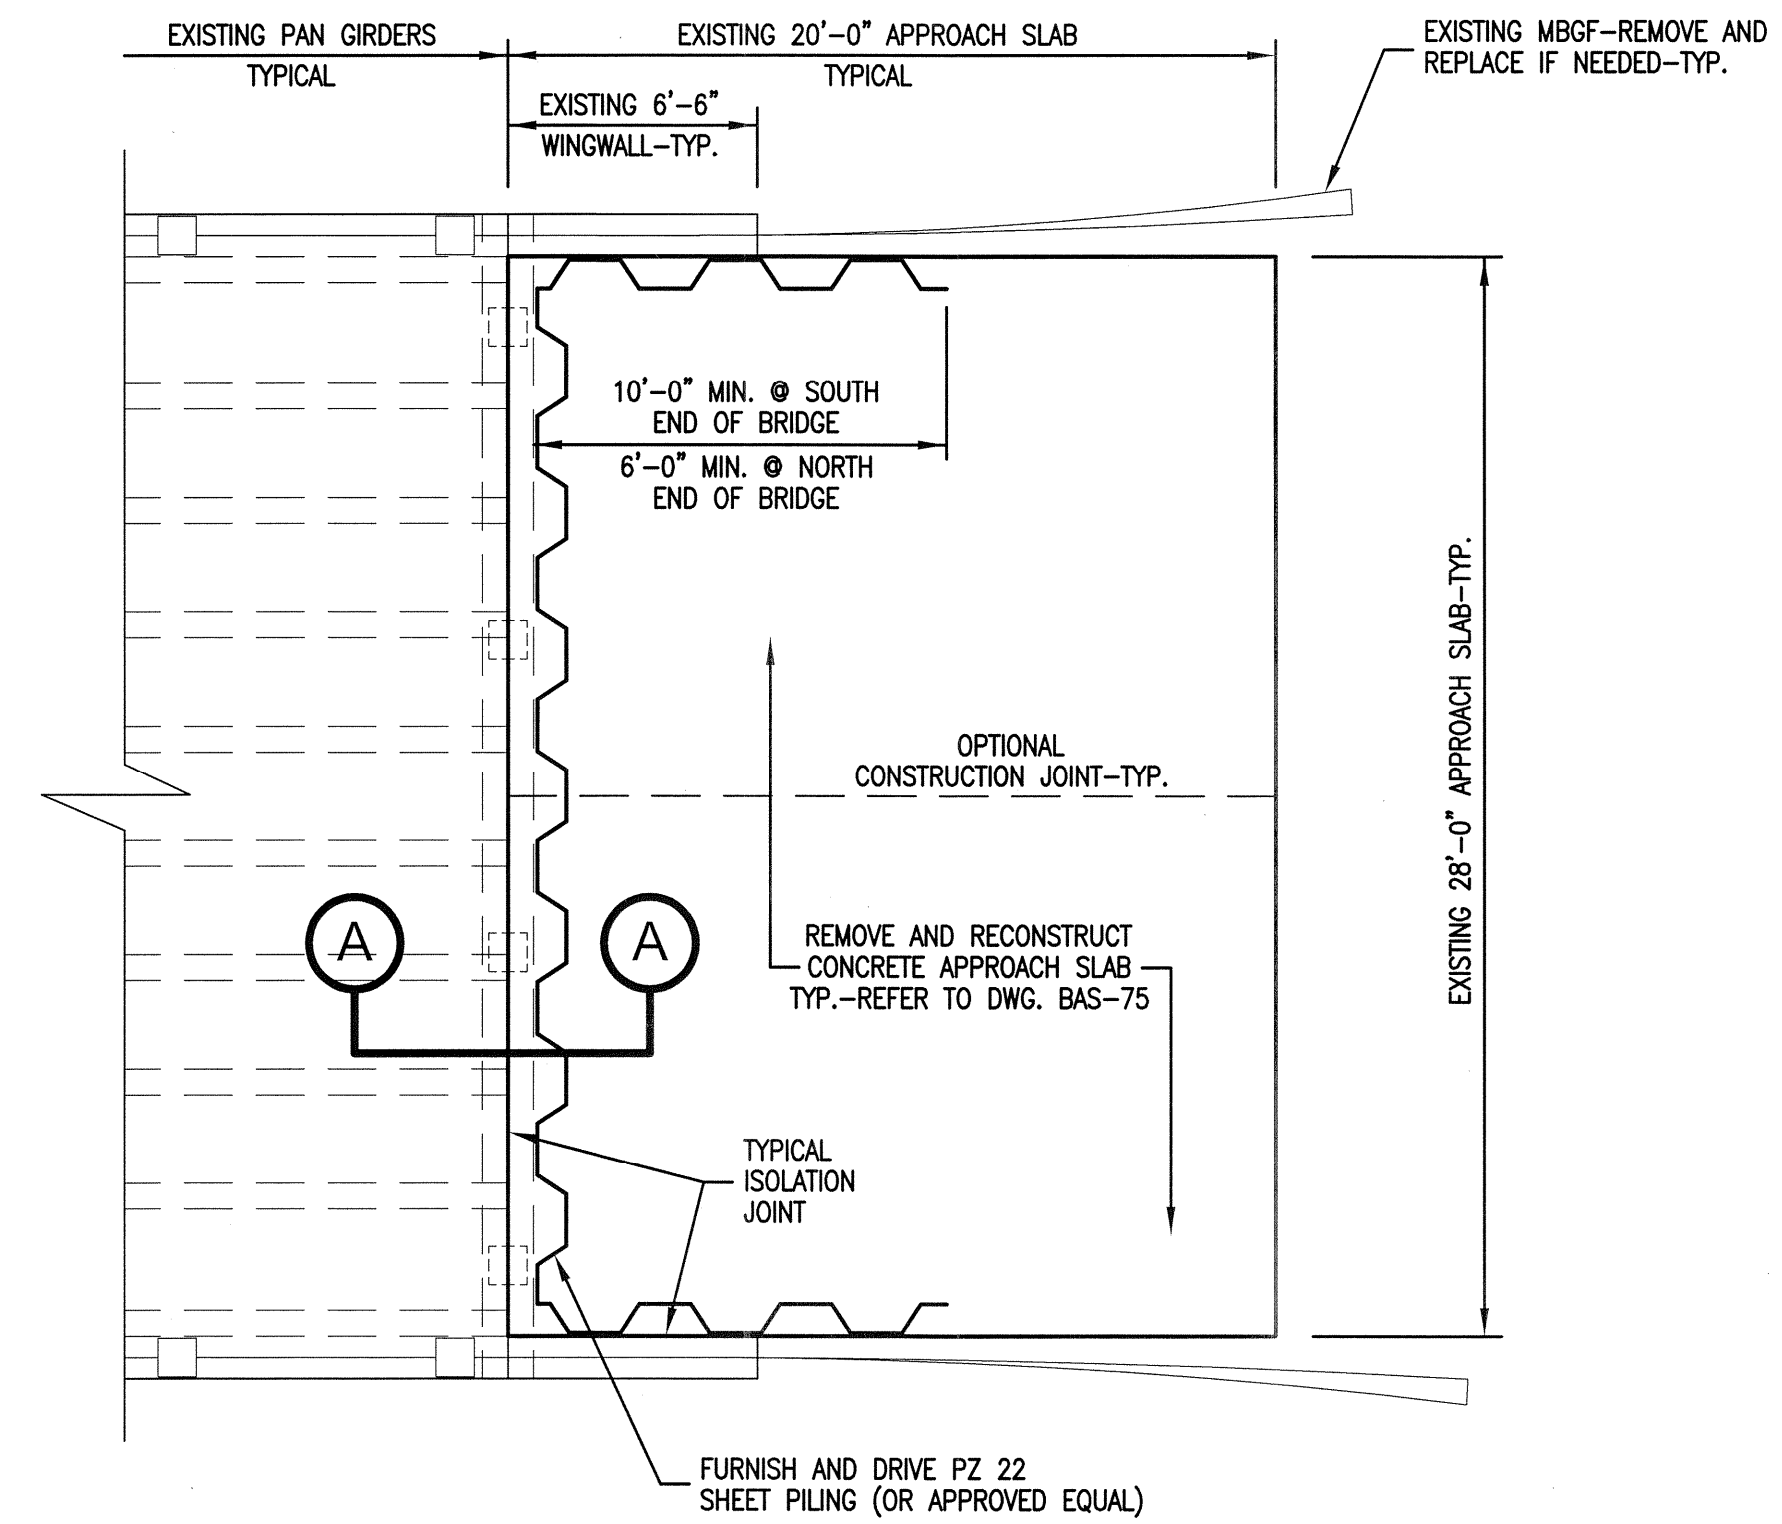 EXISTING PAN GIRDERS
TYPICAL
EXISTING 20'-0" APPROACH SLAB
TYPICAL
EXISTING MBGF-REMOVE AND
REPLACE IF NEEDED-TYP.
EXISTING 6'-6"
WINGWALL-TYP.
10'-0" MIN. @ SOUTH
END OF BRIDGE
6'-0" MIN. @ NORTH
END OF BRIDGE
OPTIONAL
CONSTRUCTION JOINT-TYP.
EXISTING 28'-0" APPROACH SLAB-TYP.
A
A
REMOVE AND RECONSTRUCT
CONCRETE APPROACH SLAB
TYP.-REFER TO DWG. BAS-75
TYPICAL
ISOLATION
JOINT
FURNISH AND DRIVE PZ 22
SHEET PILING (OR APPROVED EQUAL)